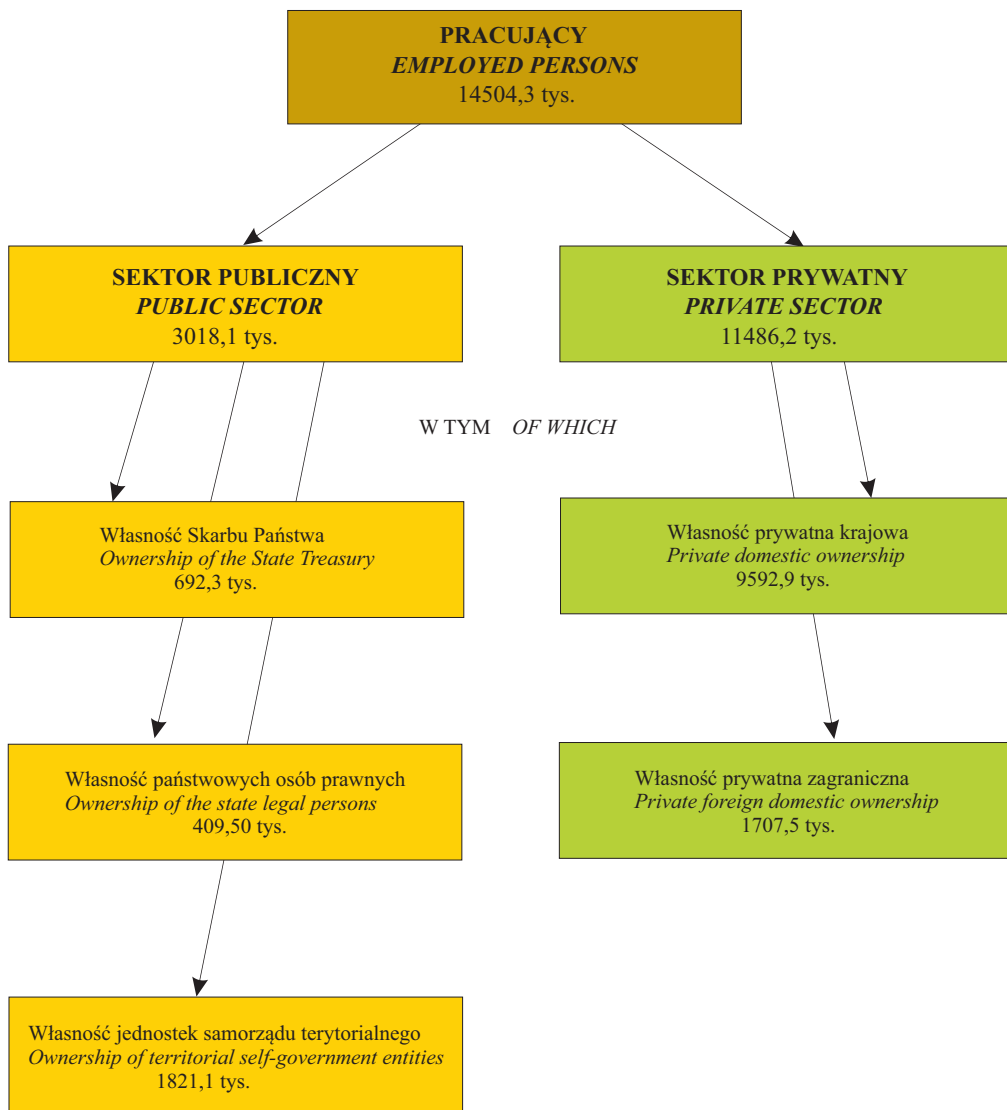 PRACUJĄCY
EMPLOYED PERSONS
14504,3 tys.
SEKTOR PUBLICZNY
PUBLIC SECTOR
3018,1 tys.
SEKTOR PRYWATNY
PRIVATE SECTOR
11486,2 tys.
W TYM OF WHICH
Własność Skarbu Państwa
Ownership of the State Treasury
692,3 tys.
Własność prywatna krajowa
Private domestic ownership
9592,9 tys.
Własność państwowych osób prawnych
Ownership of the state legal persons
409,50 tys.
Własność prywatna zagraniczna
Private foreign domestic ownership
1707,5 tys.
Własność jednostek samorządu terytorialnego
Ownership of territorial self-government entities
1821,1 tys.